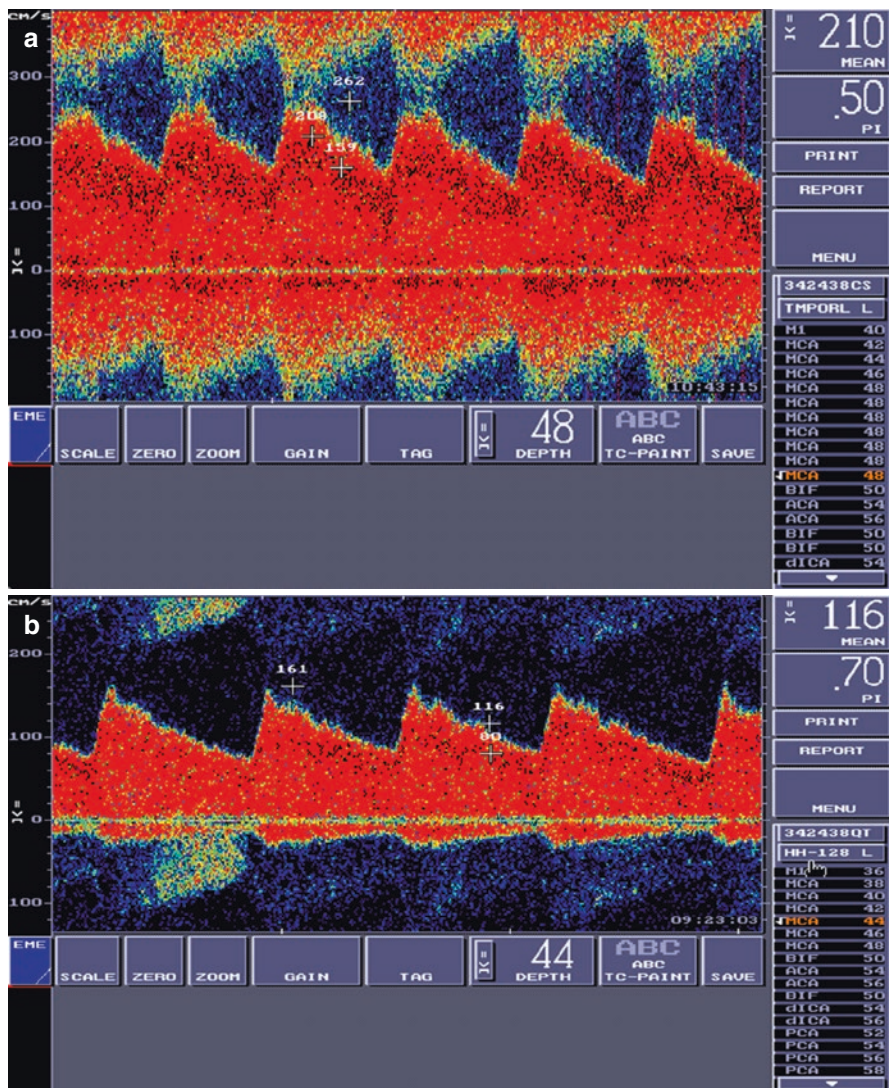 cm/s
a
300
200
100
0
100
262
208
159
10:43:15
210
MEAN
.50
PI
PRINT
REPORT
MENU
342438CS
TMPORL L
M1 40
MCA 42
MCA 44
MCA 46
MCA 48
MCA 48
MCA 48
MCA 48
MCA 48
MCA 48
BIF 50
ACA 54
ACA 56
BIF 50
BIF 50
dICA 54
EME
SCALE
ZERO
ZOOM
GAIN
TAG
48
DEPTH
ABC
ABC
TC-PAINT
SAVE
cm/s
b
200
100
0
100
161
116
80
09:23:03
116
MEAN
.70
PI
PRINT
REPORT
MENU
342438QT
HH-128 L
M1 36
MCA 38
MCA 40
MCA 42
MCA 44
MCA 46
MCA 48
BIF 50
ACA 54
ACA 56
BIF 50
dICA 54
dICA 56
PCA 52
PCA 54
PCA 56
PCA 58
EME
SCALE
ZERO
ZOOM
GAIN
TAG
44
DEPTH
ABC
ABC
TC-PAINT
SAVE